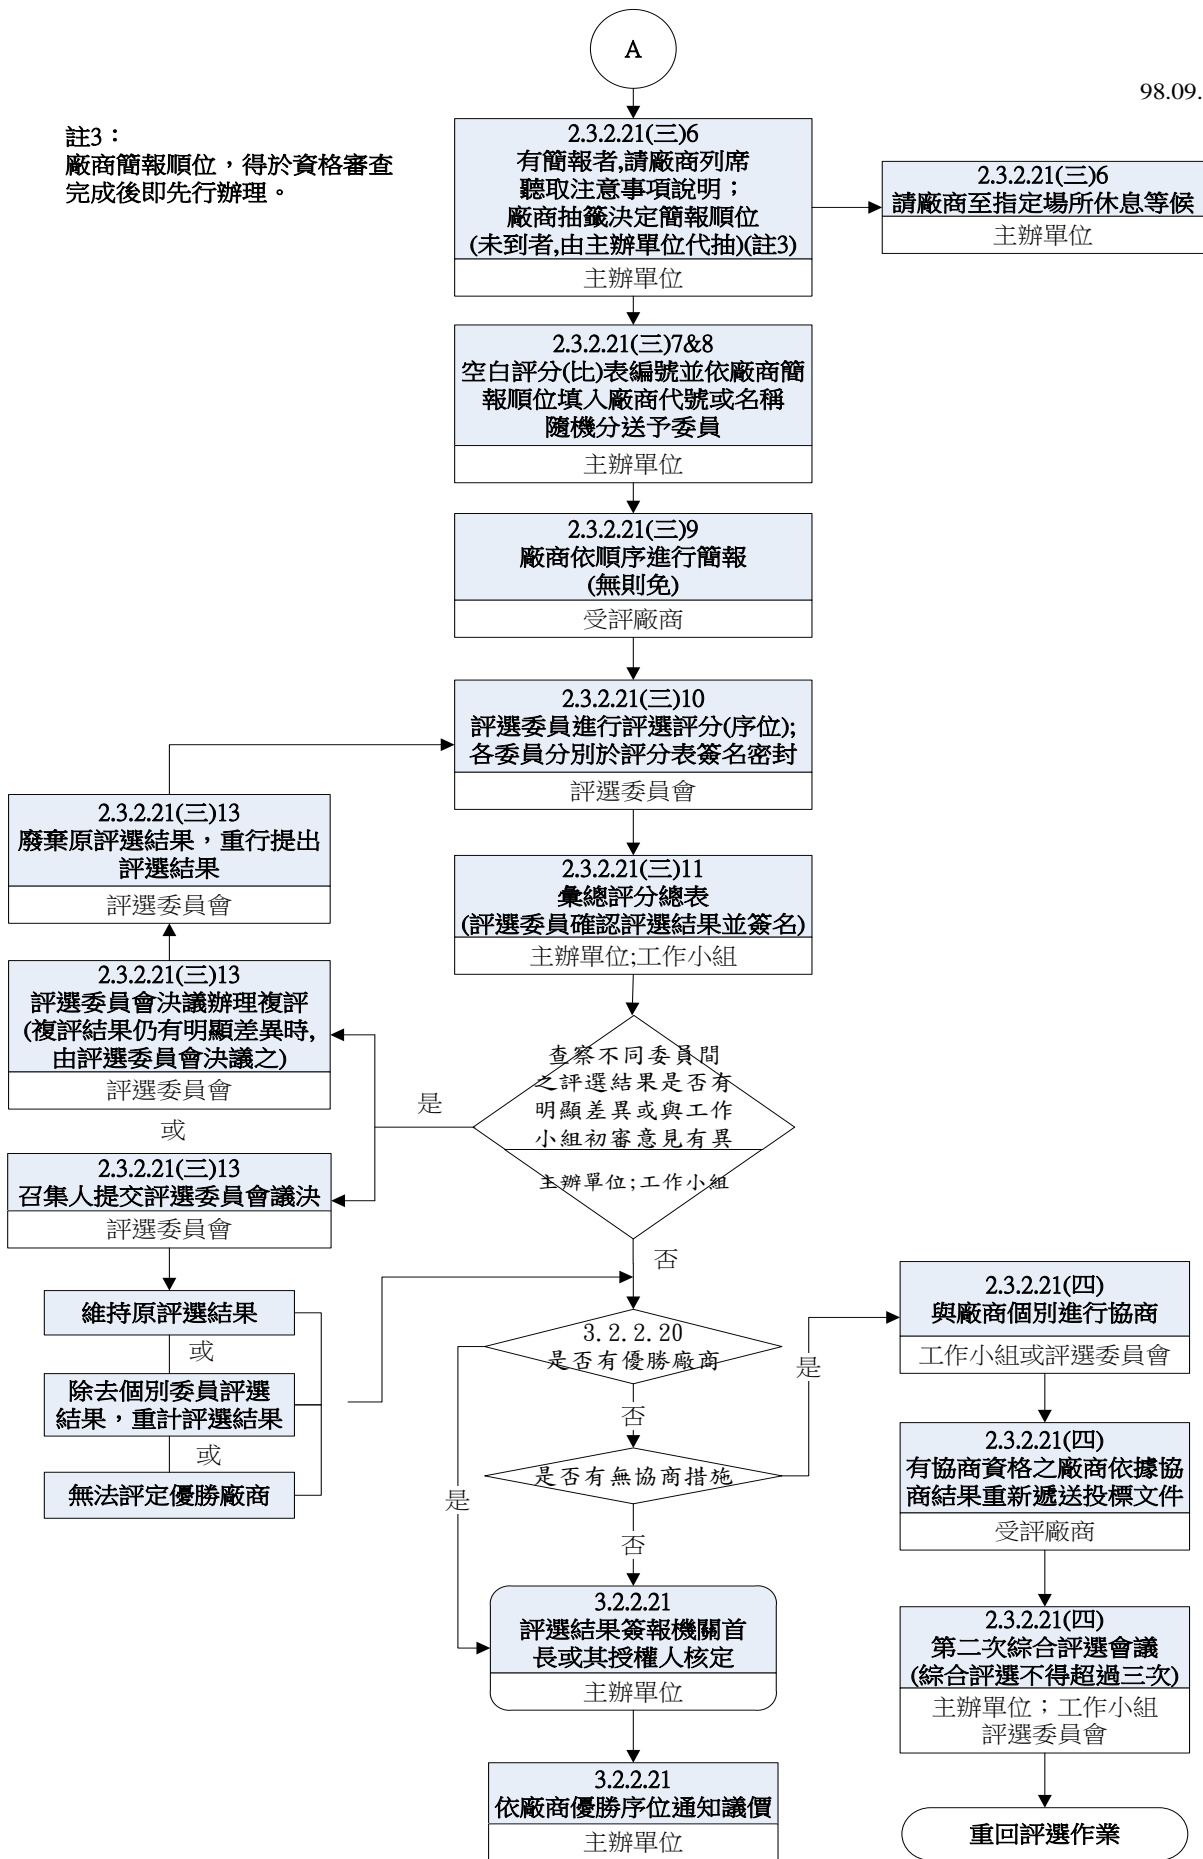 A
98.09.
註3：
廠商簡報順位，得於資格審查
完成後即先行辦理。
2.3.2.21(三)6
有簡報者,請廠商列席
聽取注意事項說明；
廠商抽籤決定簡報順位
(未到者,由主辦單位代抽)(註3)
主辦單位
2.3.2.21(三)6
請廠商至指定場所休息等候
主辦單位
2.3.2.21(三)7&8
空白評分(比)表編號並依廠商簡
報順位填入廠商代號或名稱
隨機分送予委員
主辦單位
2.3.2.21(三)9
廠商依順序進行簡報
(無則免)
受評廠商
2.3.2.21(三)10
評選委員進行評選評分(序位);
各委員分別於評分表簽名密封
評選委員會
2.3.2.21(三)13
廢棄原評選結果，重行提出
評選結果
評選委員會
2.3.2.21(三)11
彙總評分總表
(評選委員確認評選結果並簽名)
主辦單位;工作小組
2.3.2.21(三)13
評選委員會決議辦理複評
(複評結果仍有明顯差異時,
由評選委員會決議之)
評選委員會
或
2.3.2.21(三)13
召集人提交評選委員會議決
評選委員會
是
查察不同委員間
之評選結果是否有
明顯差異或與工作
小組初審意見有異
主辦單位;工作小組
否
維持原評選結果
或
除去個別委員評選
結果，重計評選結果
或
無法評定優勝廠商
3.2.2.20
是否有優勝廠商
是
否
是否有無協商措施
是
否
3.2.2.21
評選結果簽報機關首
長或其授權人核定
主辦單位
3.2.2.21
依廠商優勝序位通知議價
主辦單位
2.3.2.21(四)
與廠商個別進行協商
工作小組或評選委員會
2.3.2.21(四)
有協商資格之廠商依據協
商結果重新遞送投標文件
受評廠商
2.3.2.21(四)
第二次綜合評選會議
(綜合評選不得超過三次)
主辦單位；工作小組
評選委員會
重回評選作業